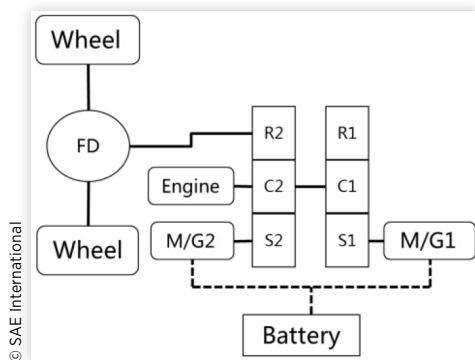 Wheel
FD
R2 R1
Engine C2 C1
Wheel M/G2 S2 S1 M/G1
Battery
© SAE International